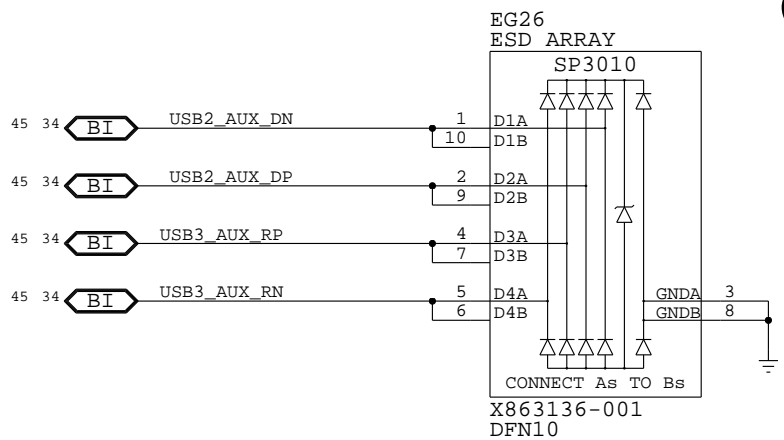 EG26
ESD ARRAY
SP3010
45 34 BI USB2_AUX_DN 1 D1A
10 D1B
45 34 BI USB2_AUX_DP 2 D2A
9 D2B
45 34 BI USB3_AUX_RP 4 D3A
7 D3B
45 34 BI USB3_AUX_RN 5 D4A GNDA 3
6 D4B GNDB 8
CONNECT As TO Bs
X863136-001
DFN10